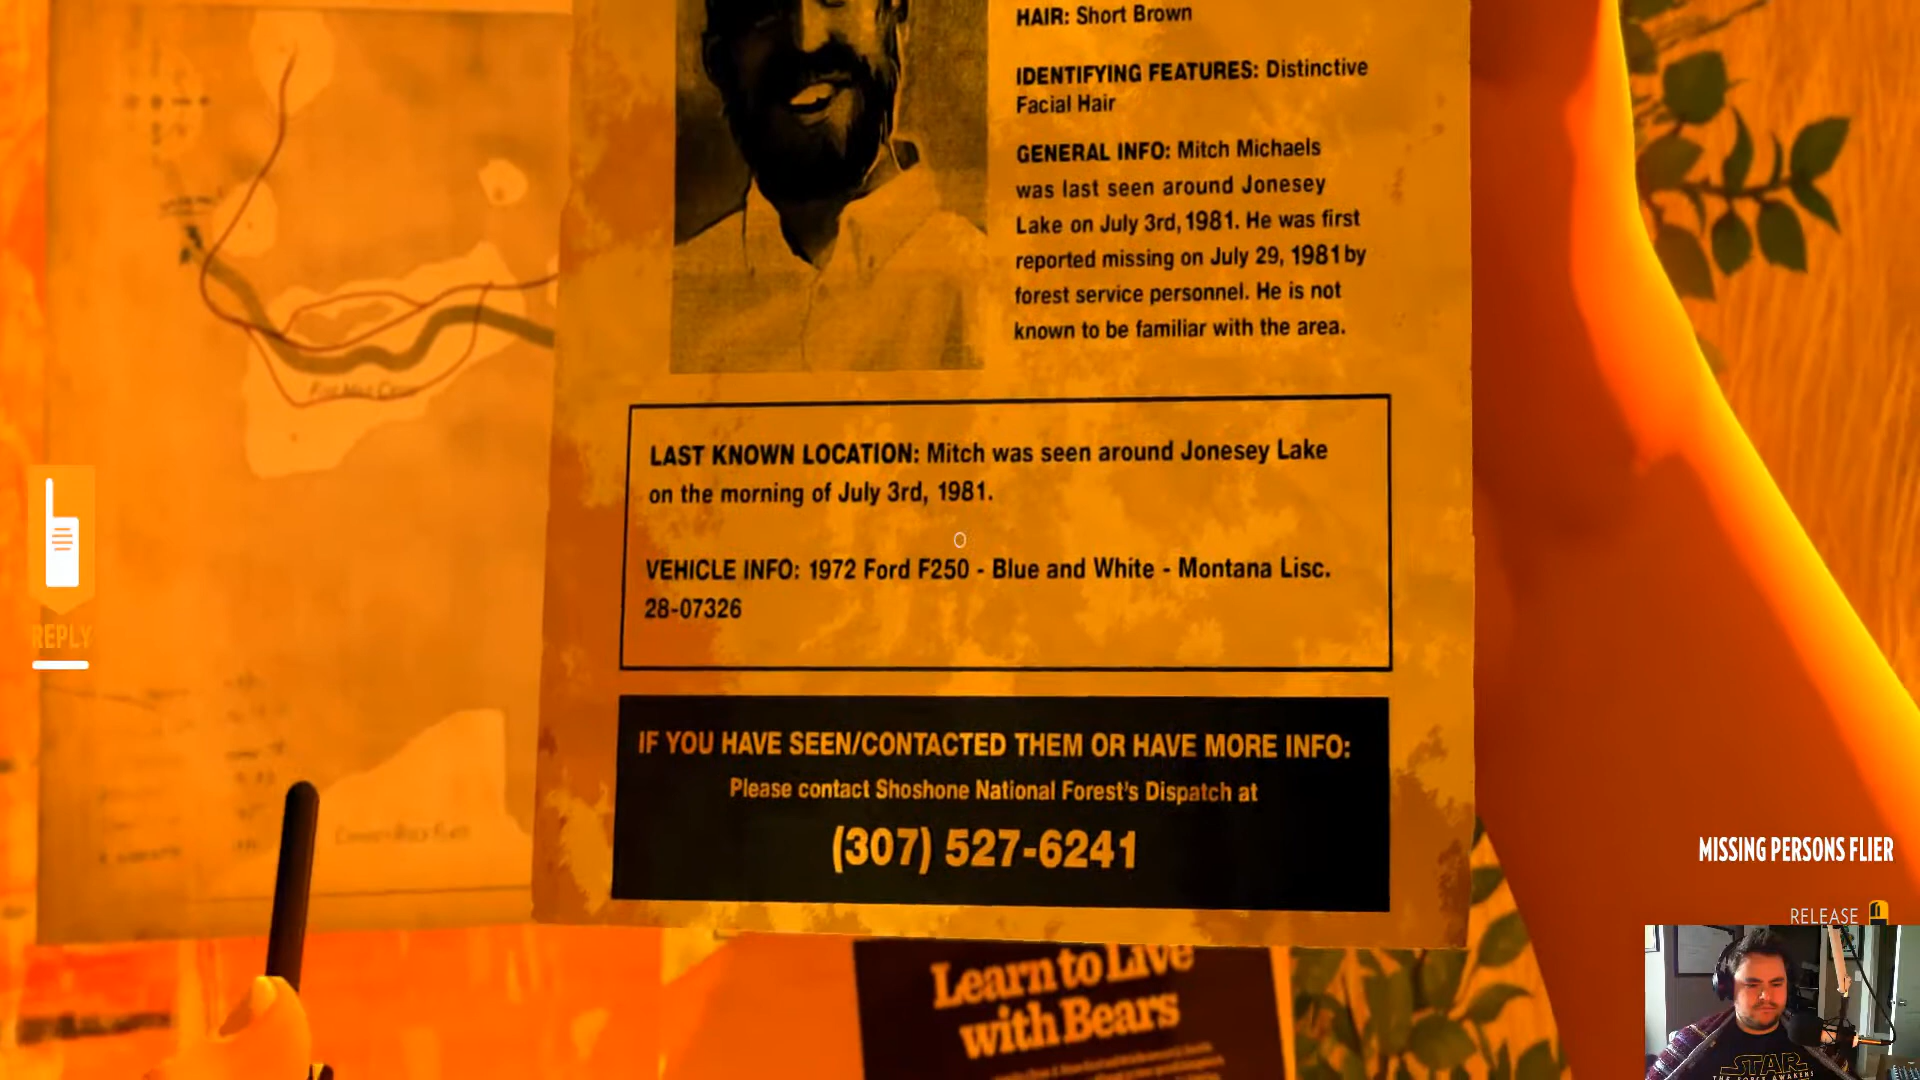 HAIR: Short Brown
IDENTIFYING FEATURES: Distinctive
Facial Hair
GENERAL INFO: Mitch Michaels
was last seen around Jonesey
Lake on July 3rd, 1981. He was first
reported missing on July 29, 1981 by
forest service personnel. He is not
known to be familiar with the area.
LAST KNOWN LOCATION: Mitch was seen around Jonesey Lake
on the morning of July 3rd, 1981.
VEHICLE INFO: 1972 Ford F250 - Blue and White - Montana Lisc.
28-07326
IF YOU HAVE SEEN/CONTACTED THEM OR HAVE MORE INFO:
Please contact Shoshone National Forest's Dispatch at
(307) 527-6241
REPLY
Learn to Live
with Bears
MISSING PERSONS FLIER
RELEASE
STAR
THE FORCE AWAKENS